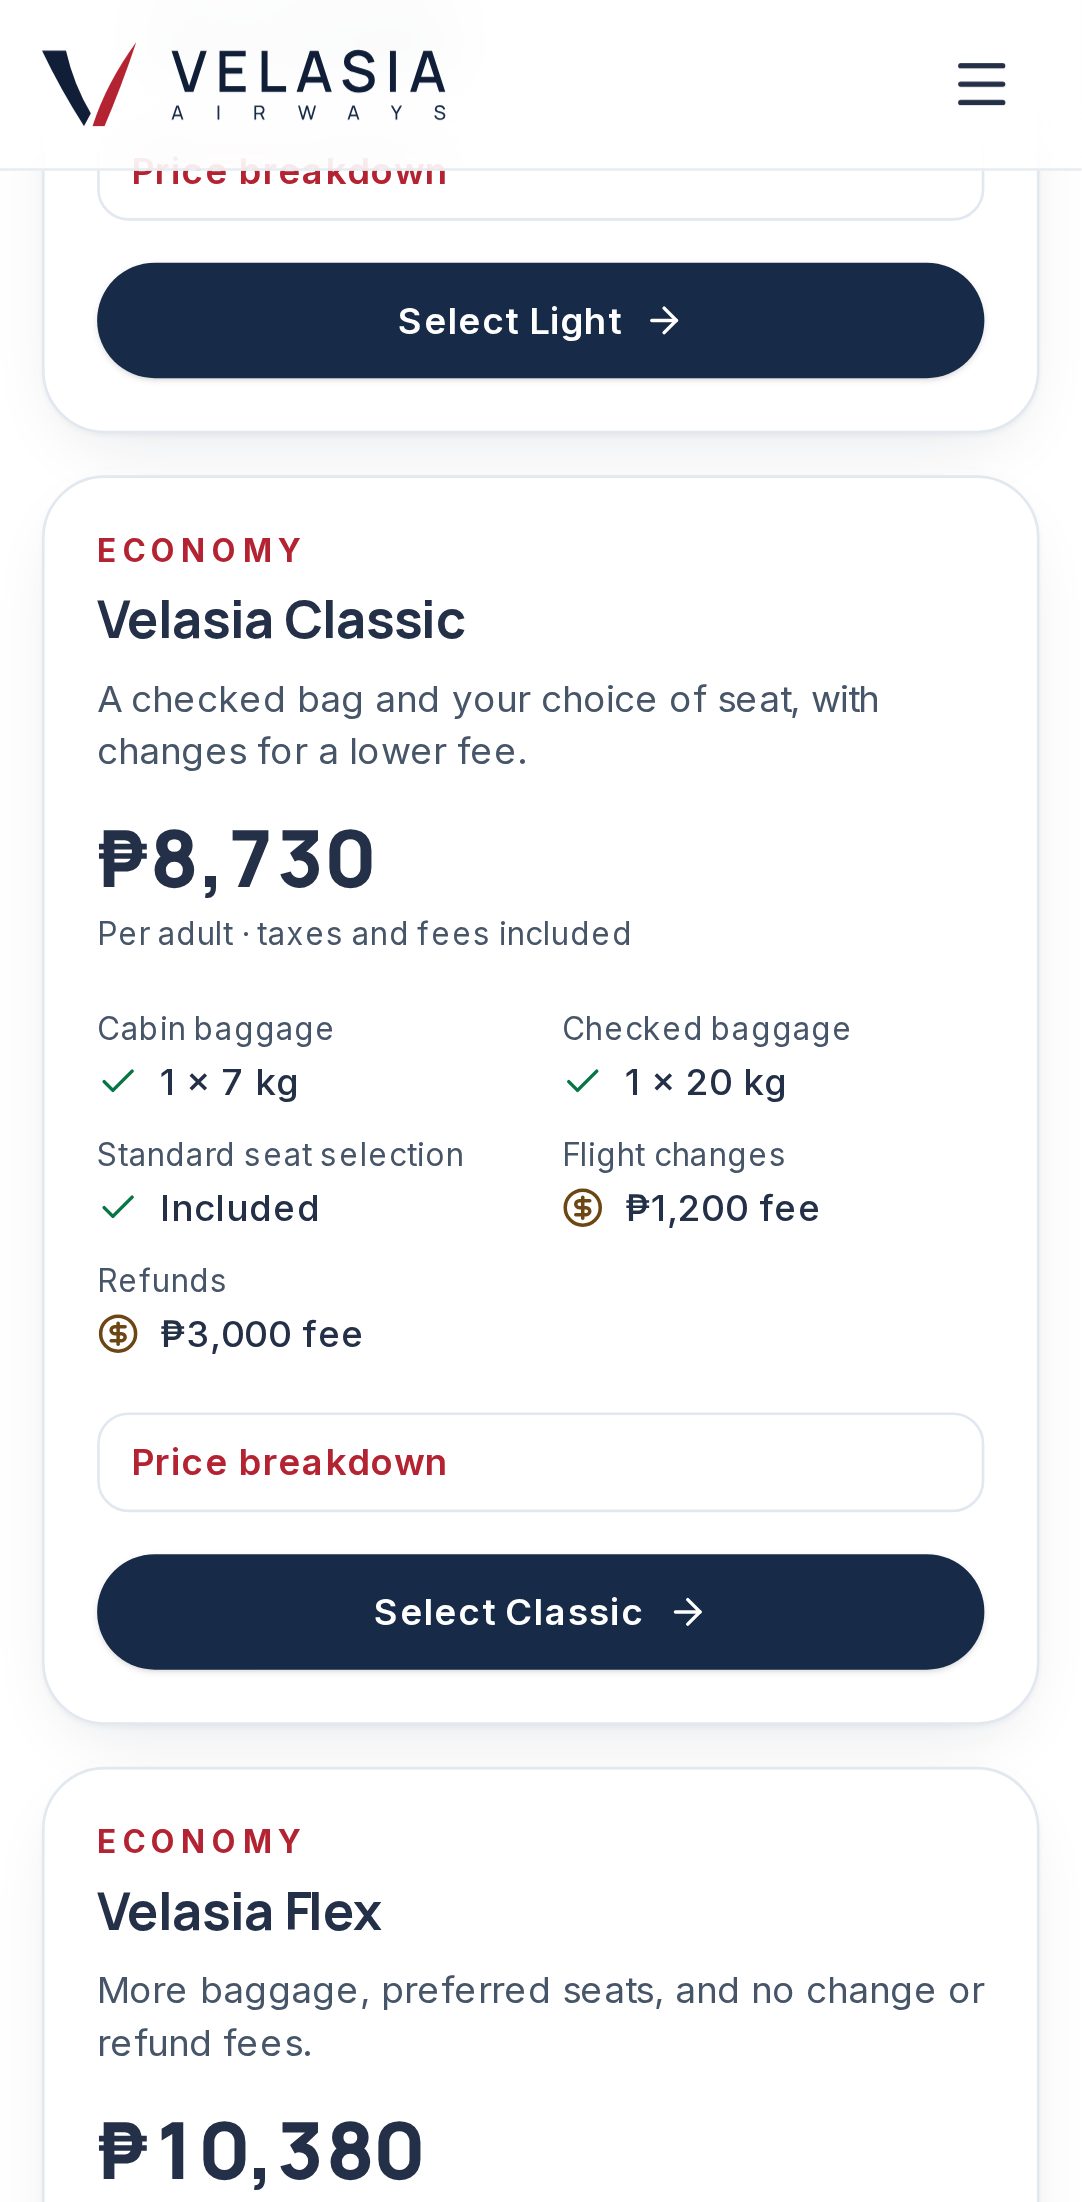 VELASIA
AIRWAYS
Price breakdown
Select Light
ECONOMY
Velasia Classic
A checked bag and your choice of seat, with
changes for a lower fee.
₱8,730
Per adult · taxes and fees included
Cabin baggage
1 × 7 kg
Checked baggage
1 × 20 kg
Standard seat selection
Included
Flight changes
₱1,200 fee
Refunds
₱3,000 fee
Price breakdown
Select Classic
ECONOMY
Velasia Flex
More baggage, preferred seats, and no change or
refund fees.
₱10,380